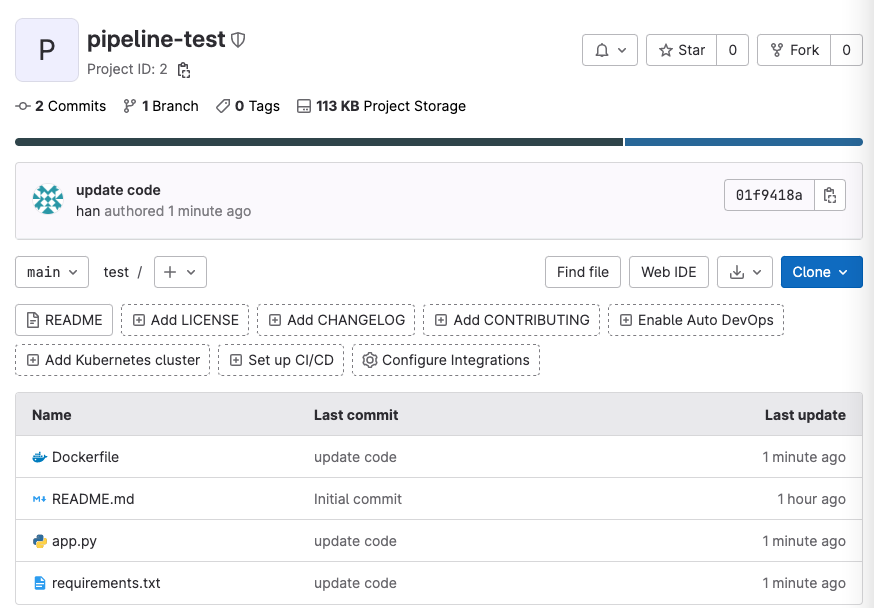 P
pipeline-test
Project ID: 2
2 Commits 1 Branch 0 Tags 113 KB Project Storage
Star 0 Fork 0
update code
han authored 1 minute ago
01f9418a
main test / Find file Web IDE Clone
README Add LICENSE Add CHANGELOG Add CONTRIBUTING Enable Auto DevOps
Add Kubernetes cluster Set up CI/CD Configure Integrations
Name Last commit Last update
Dockerfile update code 1 minute ago
README.md Initial commit 1 hour ago
app.py update code 1 minute ago
requirements.txt update code 1 minute ago